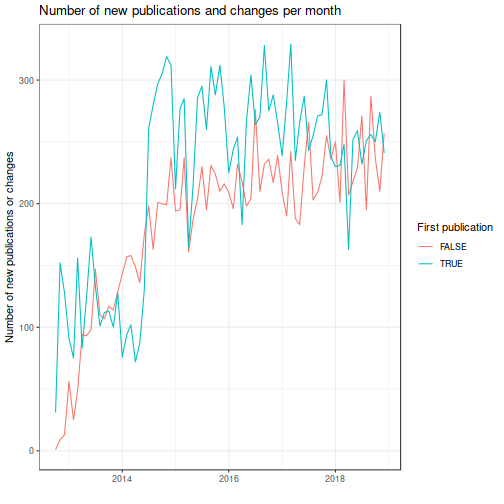 Number of new publications and changes per month
Number of new publications or changes
300
200
100
0
2014
2016
2018
First publication
FALSE
TRUE